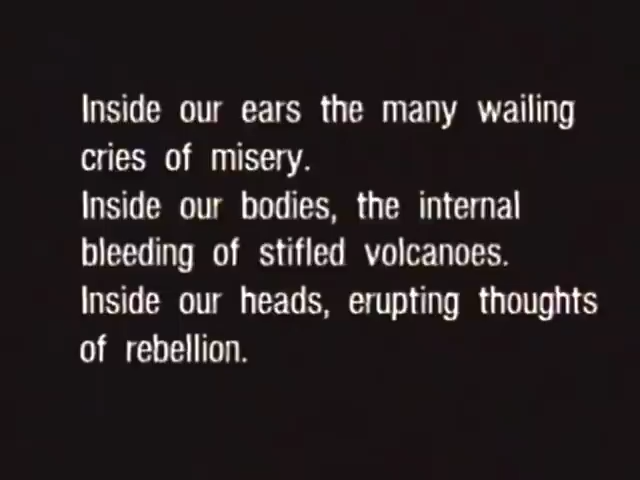 Inside our ears the many wailing
cries of misery.
Inside our bodies, the internal
bleeding of stifled volcanoes.
Inside our heads, erupting thoughts
of rebellion.